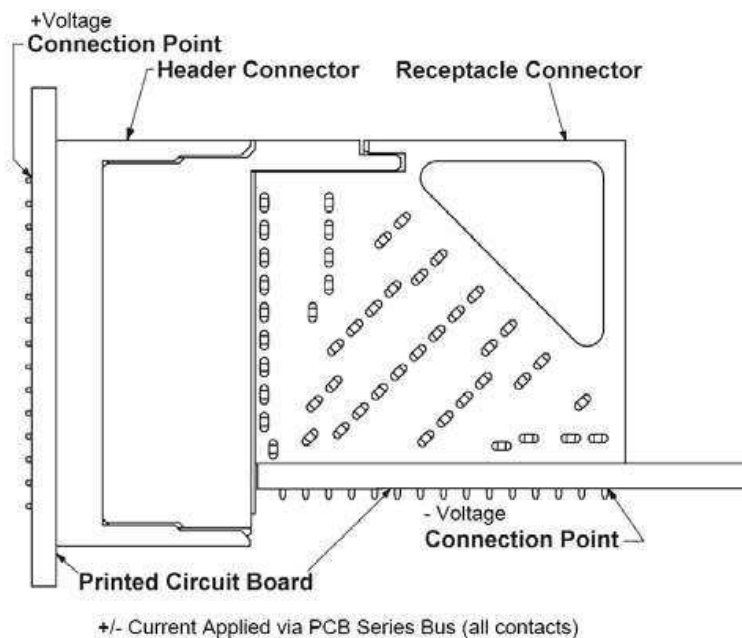 +Voltage
Connection Point
Header Connector
Receptacle Connector
- Voltage
Connection Point
Printed Circuit Board
+/- Current Applied via PCB Series Bus (all contacts)